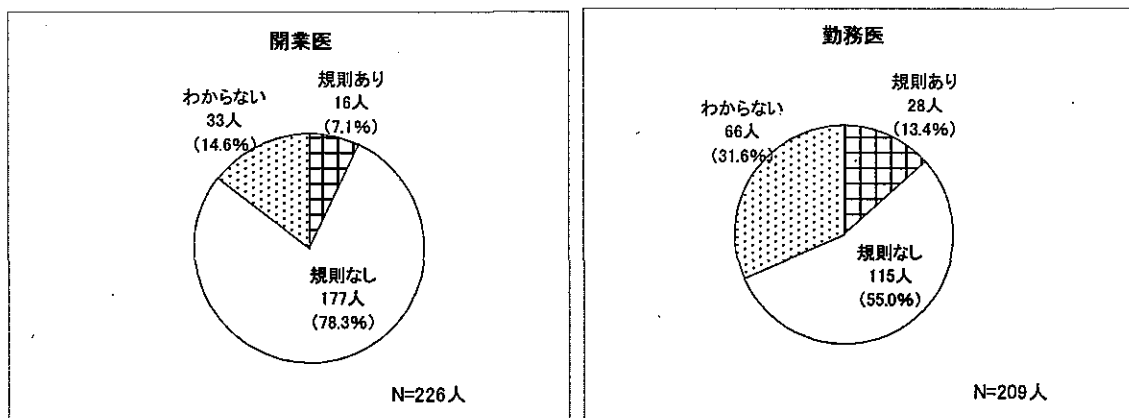 開業医
規則あり
16人
(7.1%)
わからない
33人
(14.6%)
規則なし
177人
(78.3%)
N=226人
勤務医
規則あり
28人
(13.4%)
わからない
66人
(31.6%)
規則なし
115人
(55.0%)
N=209人